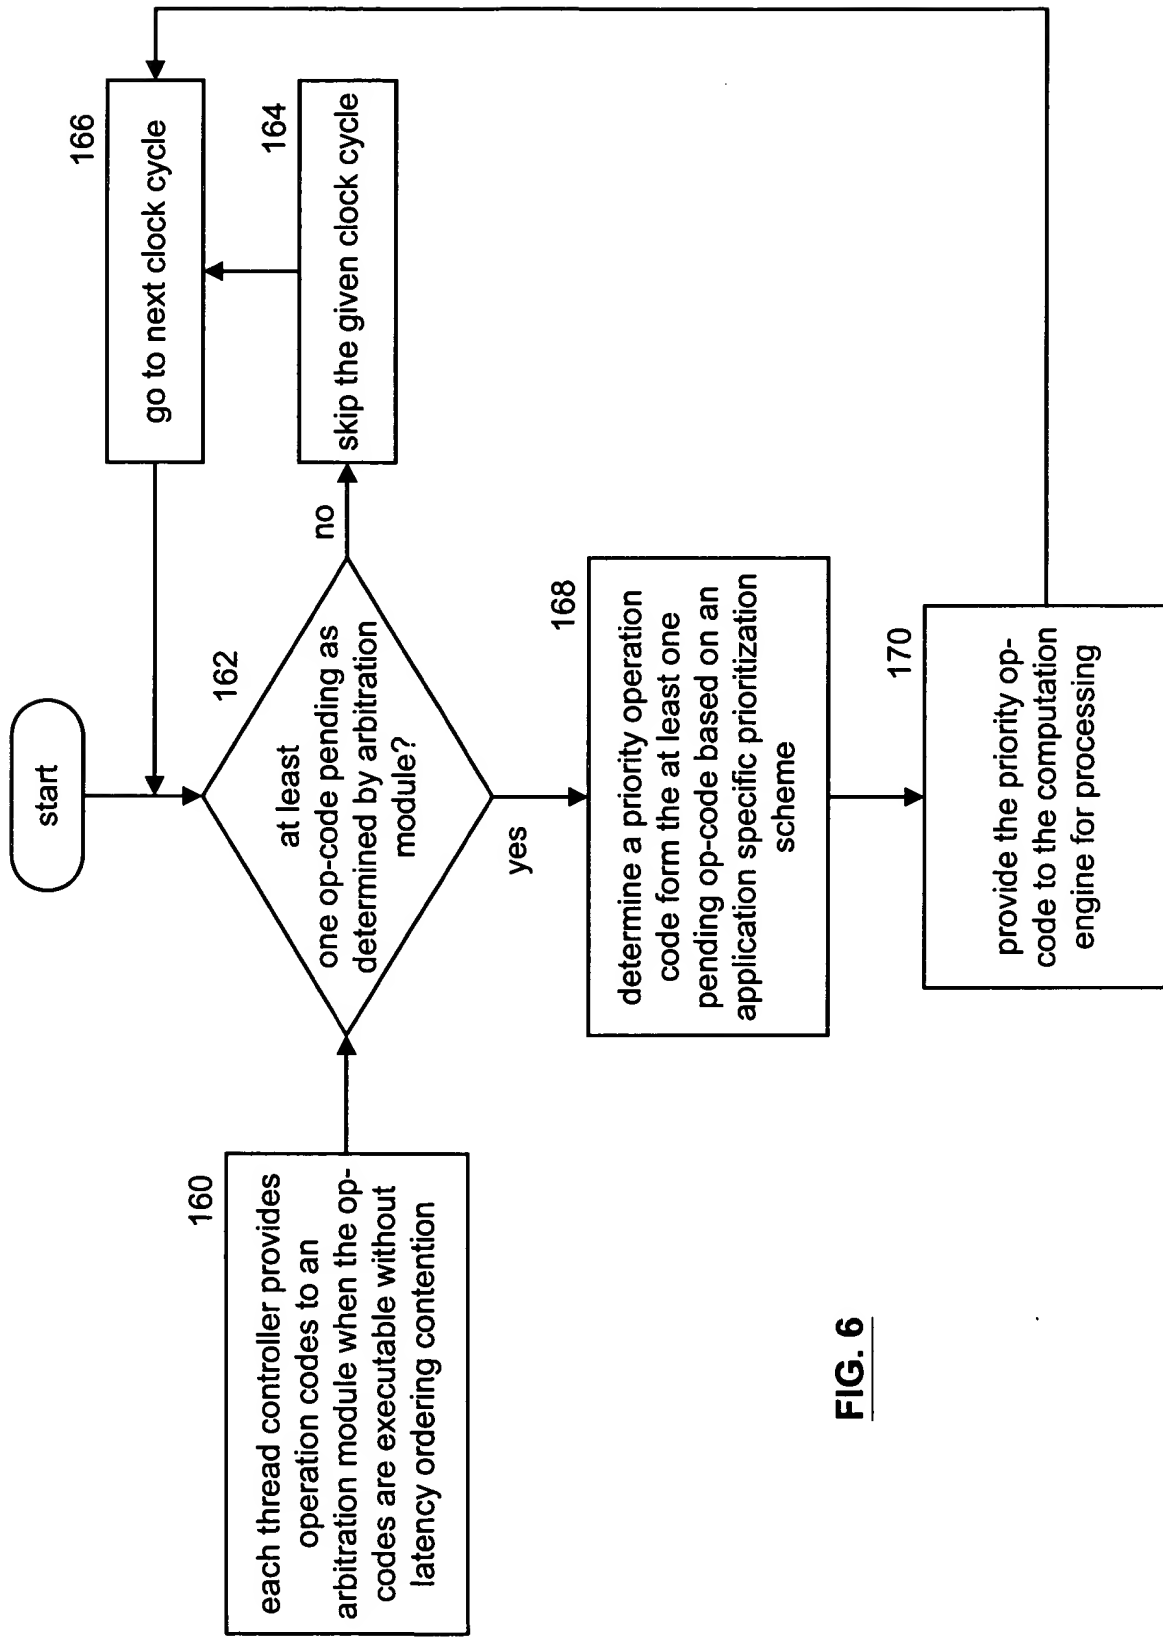 start
160
each thread controller provides
operation codes to an
arbitration module when the op-
codes are executable without
latency ordering contention
162
at least
one op-code pending as
determined by arbitration
module?
no
yes
164
skip the given clock cycle
166
go to next clock cycle
168
determine a priority operation
code form the at least one
pending op-code based on an
application specific prioritization
scheme
170
provide the priority op-
code to the computation
engine for processing
FIG. 6